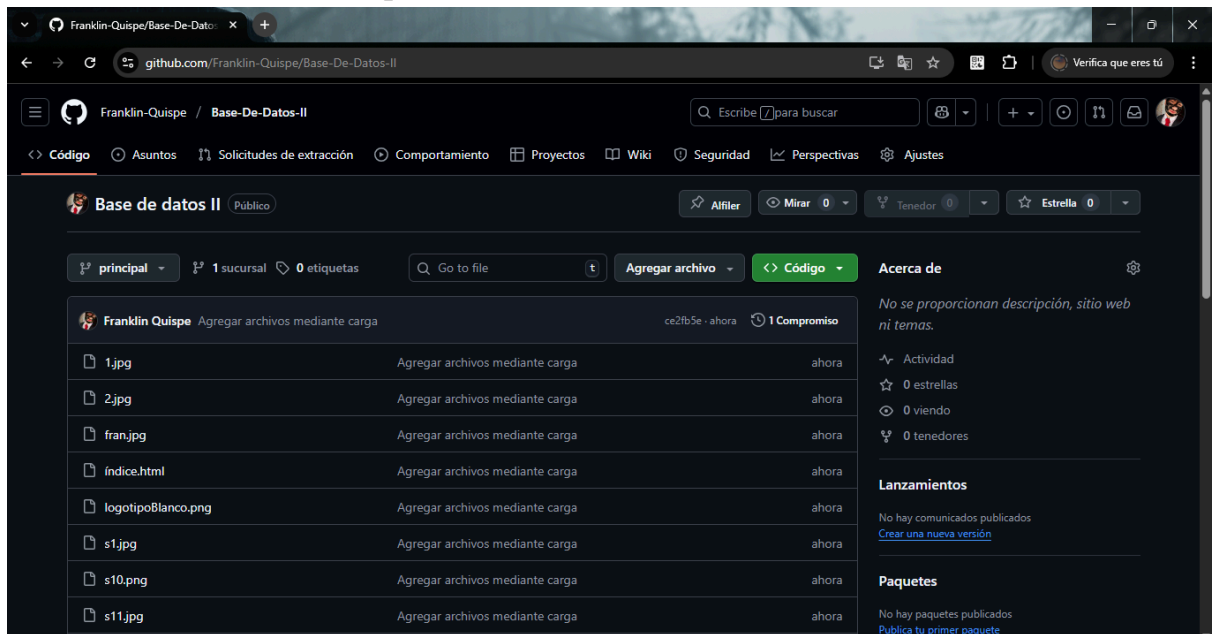 Franklin-Quispe/Base-De-Datos
github.com/Franklin-Quispe/Base-De-Datos-II
Verifica que eres tú
Franklin-Quispe / Base-De-Datos-II
Escribe / para buscar
Código Asuntos Solicitudes de extracción Comportamiento Proyectos Wiki Seguridad Perspectivas Ajustes
Base de datos II Público
Alfiler Mirar 0 Tenedor 0 Estrella 0
principal 1 sucursal 0 etiquetas Go to file t Agregar archivo Código
Franklin Quispe Agregar archivos mediante carga ce2fb5e · ahora 1 Compromiso
1.jpg Agregar archivos mediante carga ahora
2.jpg Agregar archivos mediante carga ahora
fran.jpg Agregar archivos mediante carga ahora
índice.html Agregar archivos mediante carga ahora
logotipoBlanco.png Agregar archivos mediante carga ahora
s1.jpg Agregar archivos mediante carga ahora
s10.png Agregar archivos mediante carga ahora
s11.jpg Agregar archivos mediante carga ahora
Acerca de
No se proporcionan descripción, sitio web
ni temas.
Actividad
0 estrellas
0 viendo
0 tenedores
Lanzamientos
No hay comunicados publicados
Crear una nueva versión
Paquetes
No hay paquetes publicados
Publica tu primer paquete